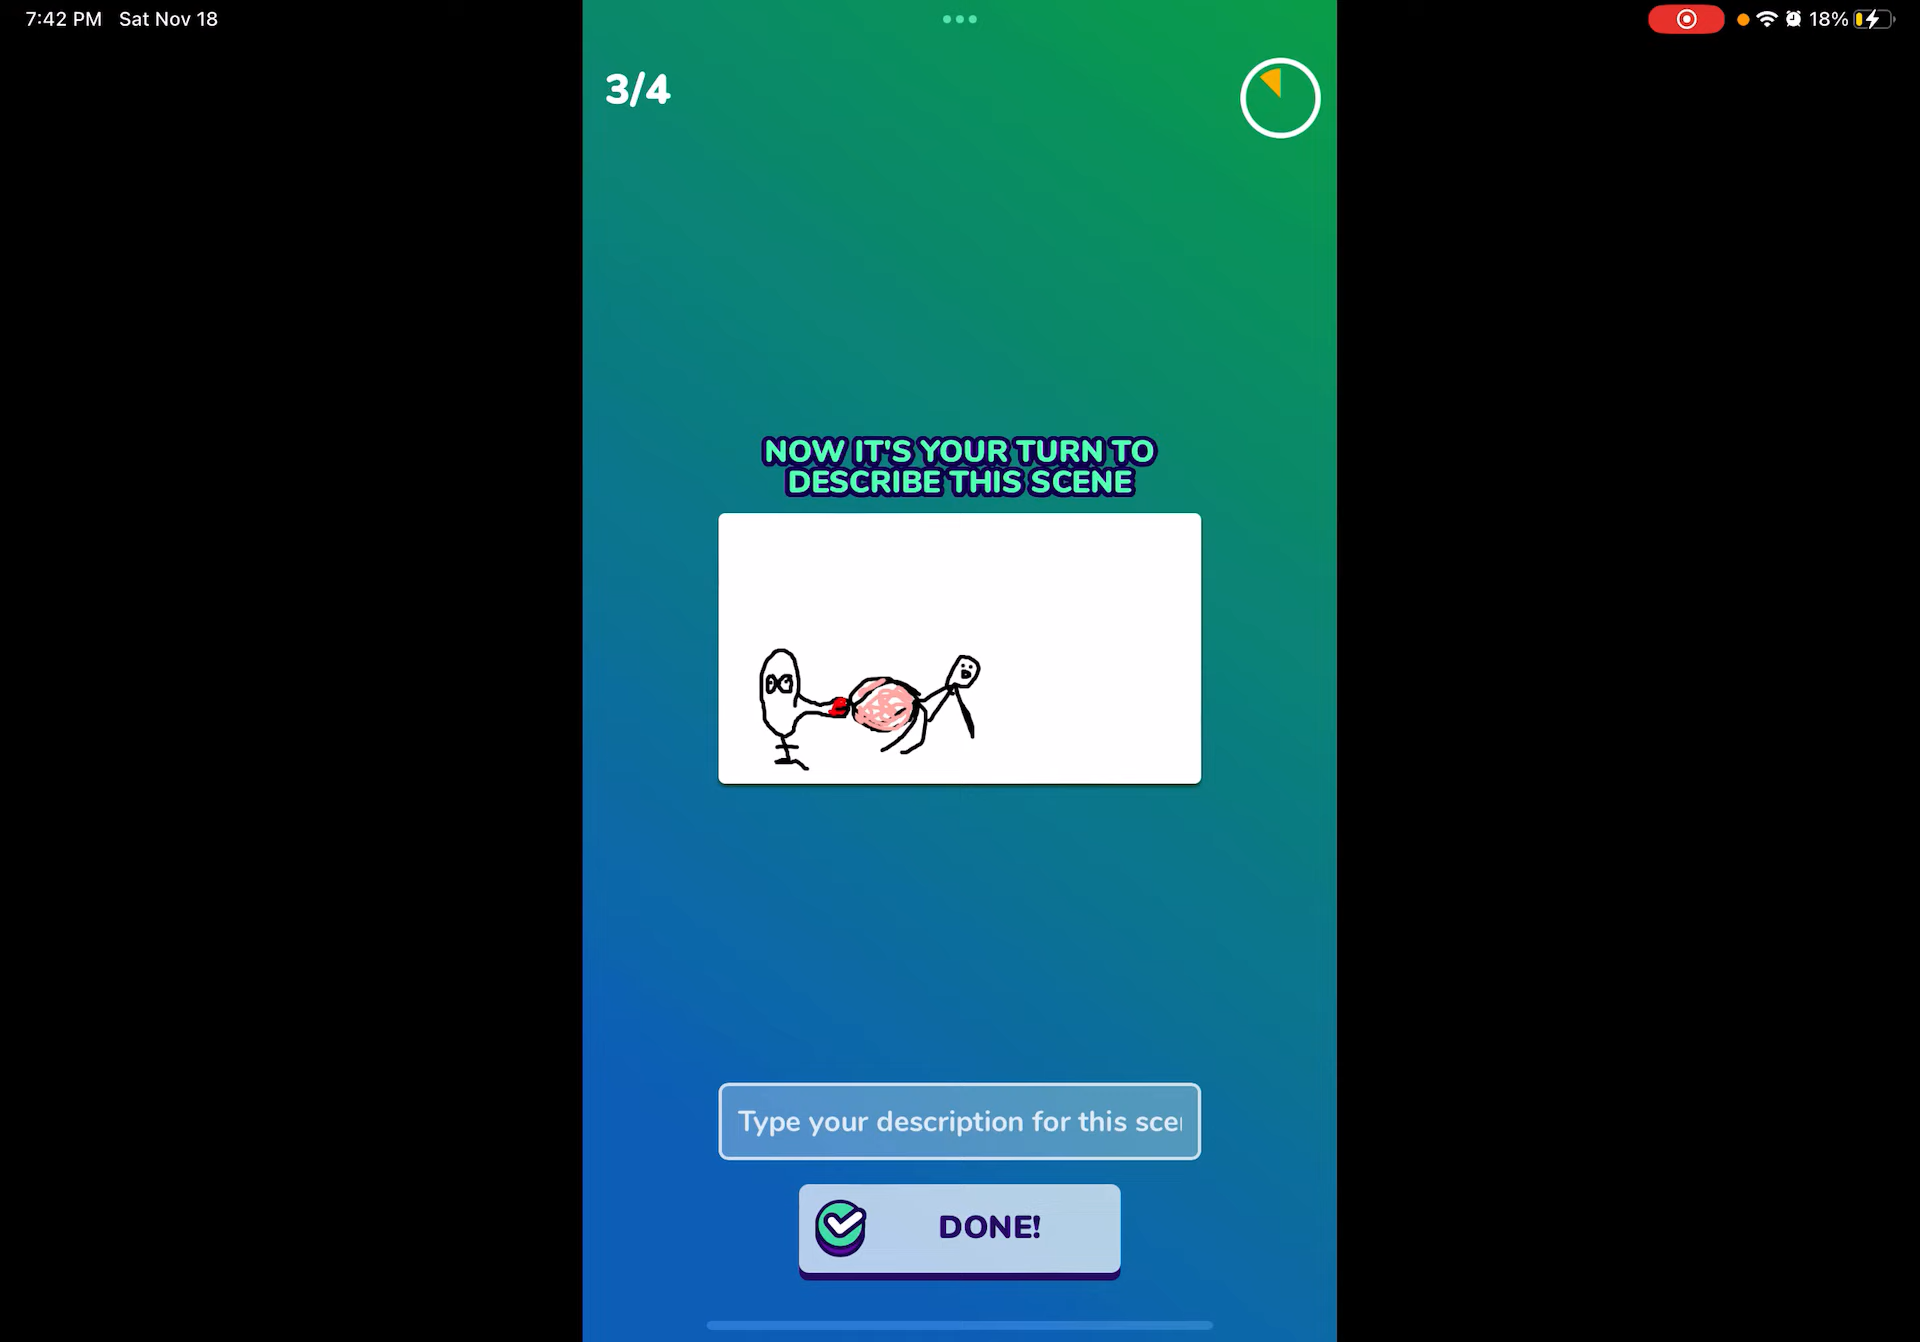 7:42 PM Sat Nov 18
18%
3/4
NOW IT'S YOUR TURN TO
DESCRIBE THIS SCENE
Type your description for this scen
DONE!